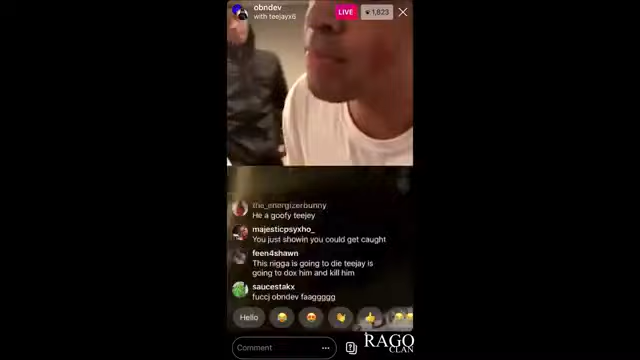 obndev
with teejayx6
LIVE
1,823
the_energizerbunny
He a goofy teejey
majesticpsyxho_
You just showin you could get caught
feen4shawn
This nigga is going to die teejay is
going to dox him and kill him
saucestakx
fuccj obndev faaggggg
Hello
Comment
RAGO
CLAN